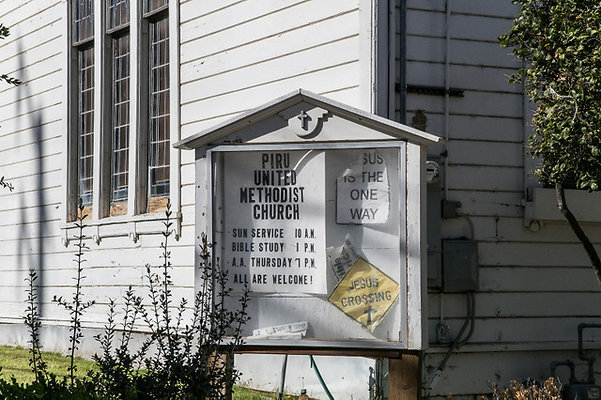 PIRU
UNITED
METHODIST
CHURCH
SUN SERVICE 10 A.M.
BIBLE STUDY 1 P.M.
A.A. THURSDAY 7 P.M.
ALL ARE WELCOME!
SUS
IS THE
ONE
WAY
JESUS
CROSSING